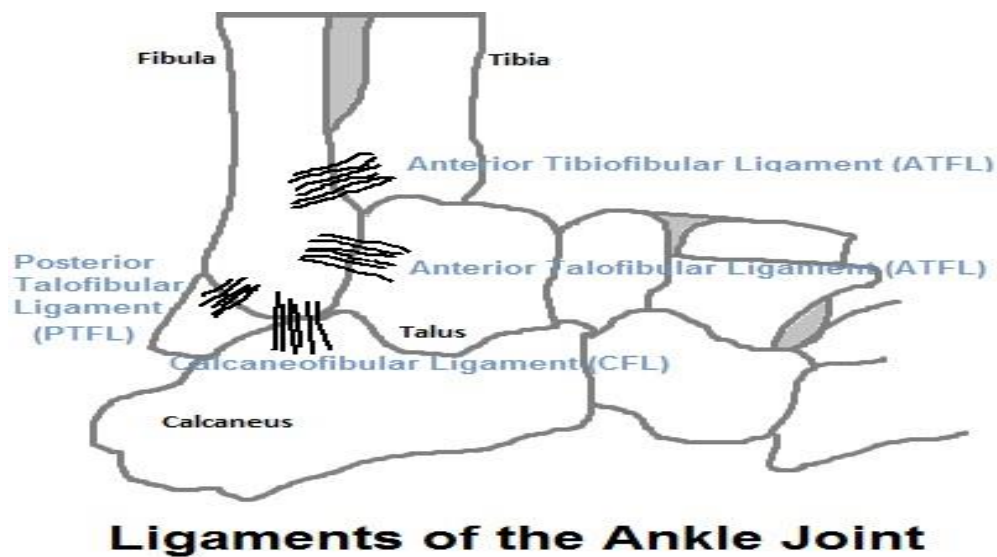 Fibula
Tibia
Anterior Tibiofibular Ligament (ATFL)
Posterior
Talofibular
Ligament
(PTFL)
Anterior Talofibular Ligament (ATFL)
Talus
Calcaneofibular Ligament (CFL)
Calcaneus
Ligaments of the Ankle Joint